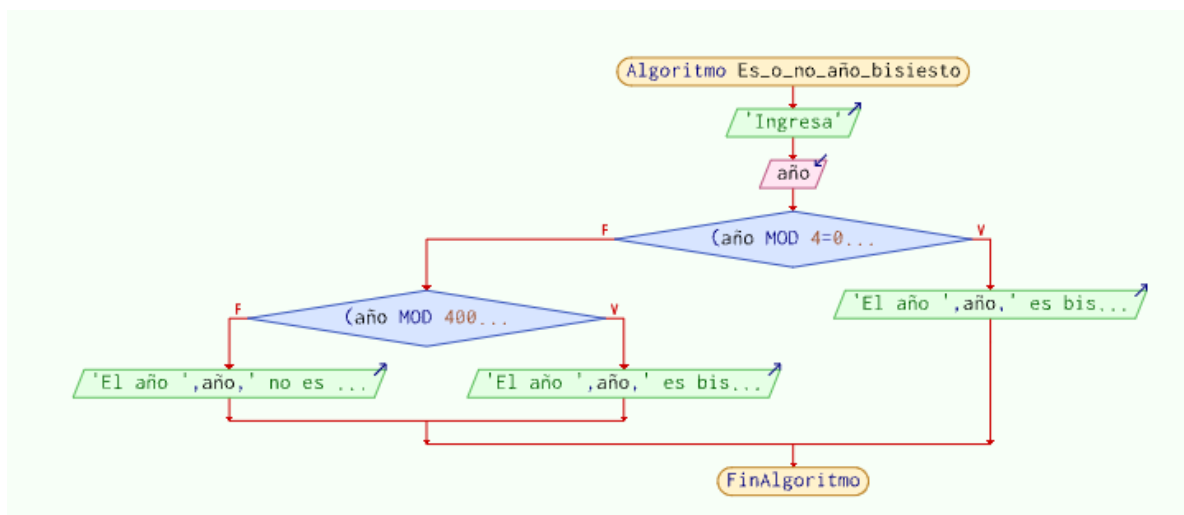 Algoritmo Es_o_no_año_bisiesto
'Ingresa'
año
F
(año MOD 4=0...
V
F
(año MOD 400...
V
'El año ',año,' es bis...
'El año ',año,' no es ...
'El año ',año,' es bis...
FinAlgoritmo